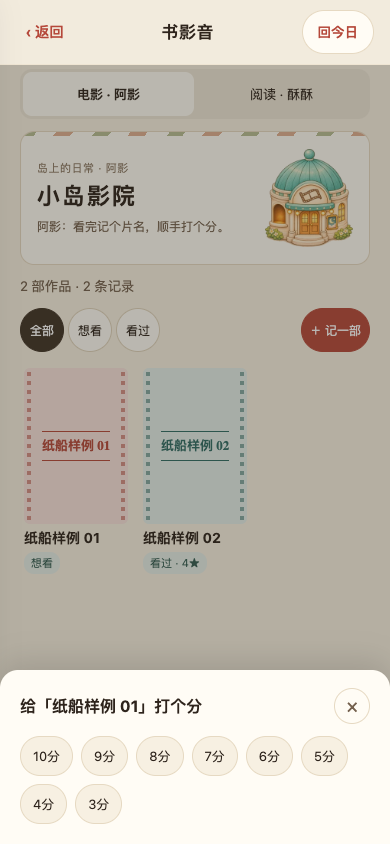 ‹ 返回
书影音
回今日
电影 · 阿影
阅读 · 酥酥
岛上的日常 · 阿影
小岛影院
阿影：看完记个片名，顺手打个分。
2 部作品 · 2 条记录
全部
想看
看过
+ 记一部
纸船样例 01
纸船样例 02
纸船样例 01
纸船样例 02
想看
看过 · 4★
给「纸船样例 01」打个分
×
10分
9分
8分
7分
6分
5分
4分
3分